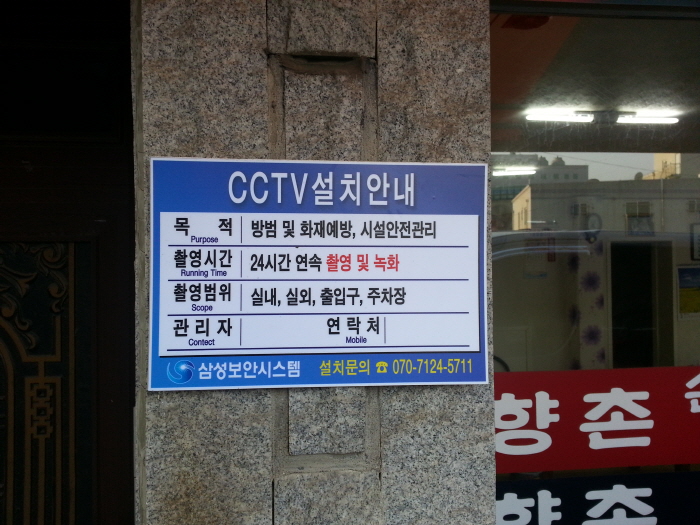 CCTV설치안내
목 적 방범 및 화재예방, 시설안전관리
Purpose
촬영시간 24시간 연속 촬영 및 녹화
Running Time
촬영범위 실내, 실외, 출입구, 주차장
Scope
관리자 연락처
Contect Mobile
삼성보안시스템 설치문의 ☎ 070-7124-5711
향촌
향촌